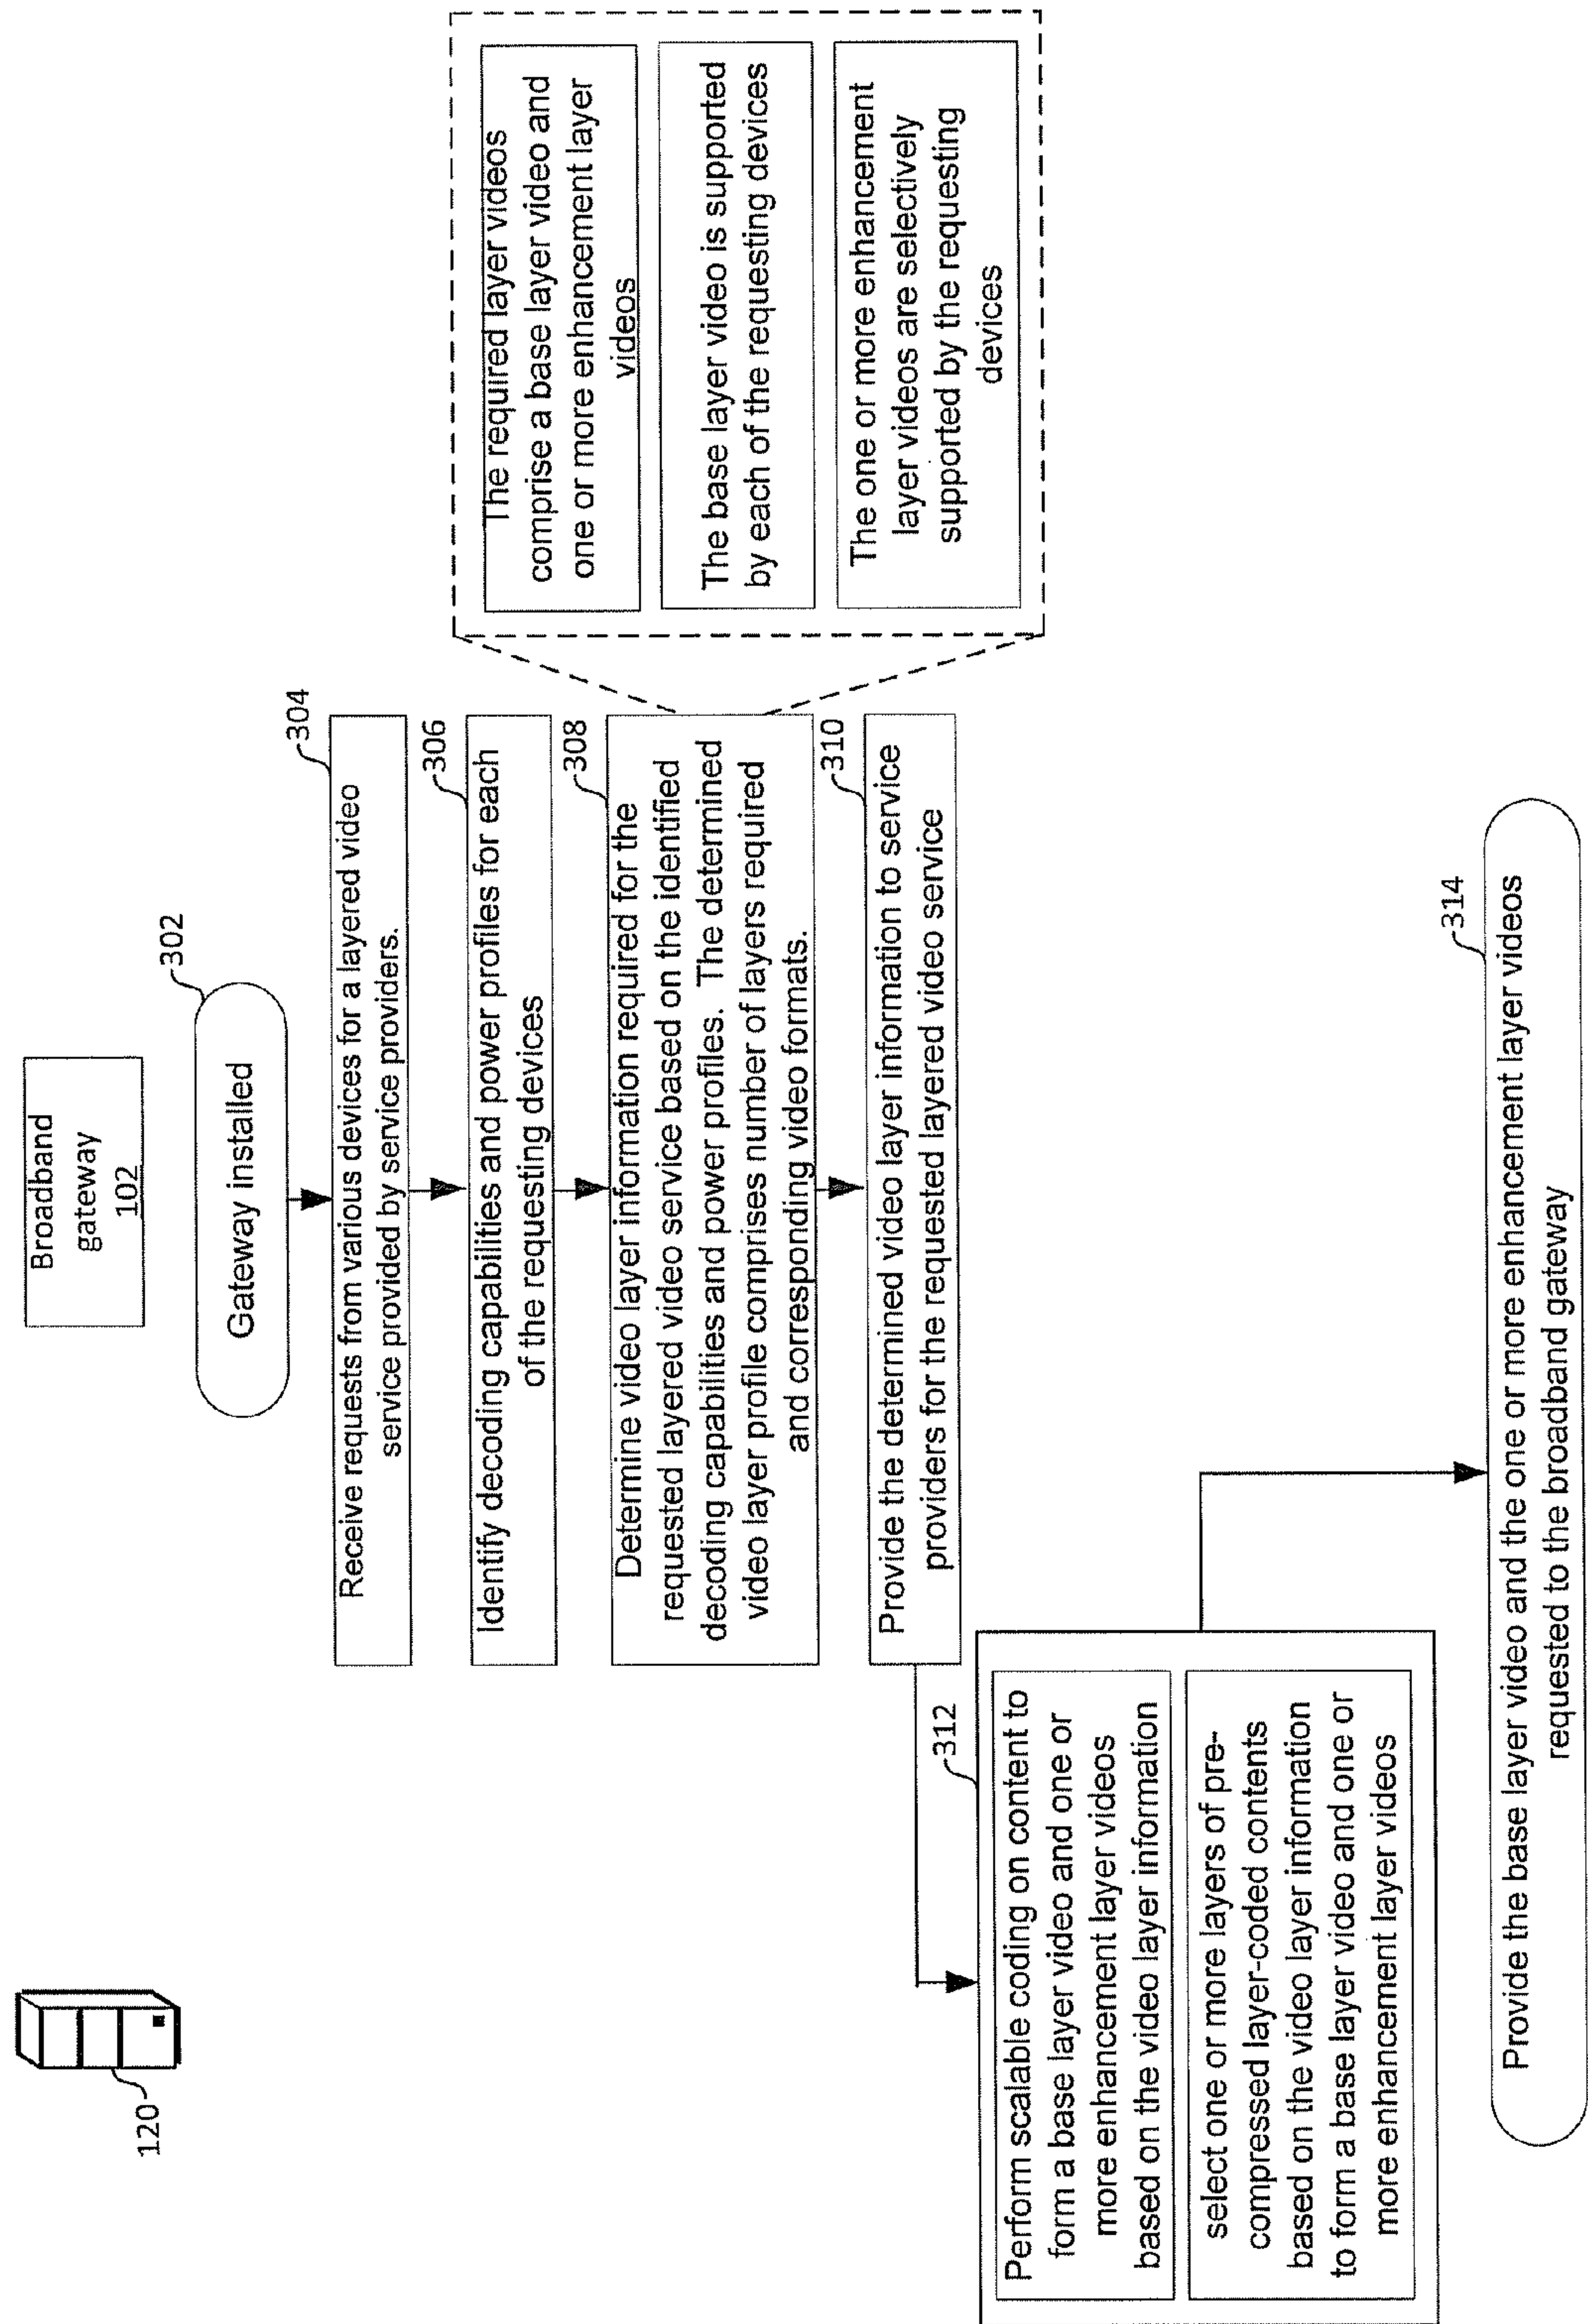 120
Broadband
gateway
102
302
Gateway installed
304
Receive requests from various devices for a layered video
service provided by service providers.
306
Identify decoding capabilities and power profiles for each
of the requesting devices
308
Determine video layer information required for the
requested layered video service based on the identified
decoding capabilities and power profiles. The determined
video layer profile comprises number of layers required
and corresponding video formats.
The required layer videos
comprise a base layer video and
one or more enhancement layer
videos
The base layer video is supported
by each of the requesting devices
The one or more enhancement
layer videos are selectively
supported by the requesting
devices
310
Provide the determined video layer information to service
providers for the requested layered video service
312
Perform scalable coding on content to
form a base layer video and one or
more enhancement layer videos
based on the video layer information
select one or more layers of pre-
compressed layer-coded contents
based on the video layer information
to form a base layer video and one or
more enhancement layer videos
314
Provide the base layer video and the one or more enhancement layer videos
requested to the broadband gateway